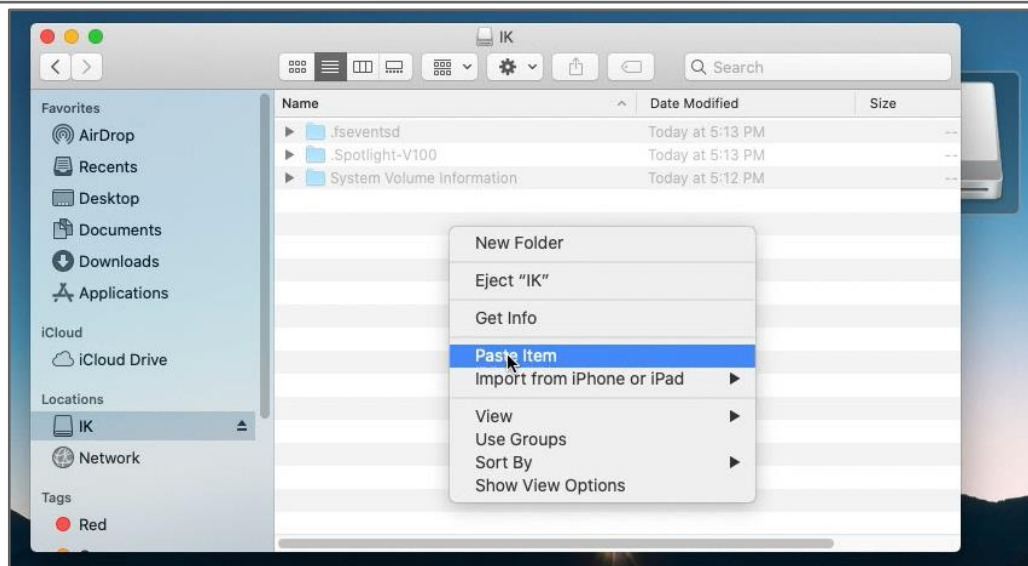 IK
Search
Favorites
AirDrop
Recents
Desktop
Documents
Downloads
Applications
iCloud
iCloud Drive
Locations
IK
Network
Tags
Red
Name Date Modified Size
.fseventsd Today at 5:13 PM --
.Spotlight-V100 Today at 5:13 PM --
System Volume Information Today at 5:12 PM --
New Folder
Eject “IK”
Get Info
Paste Item
Import from iPhone or iPad
View
Use Groups
Sort By
Show View Options